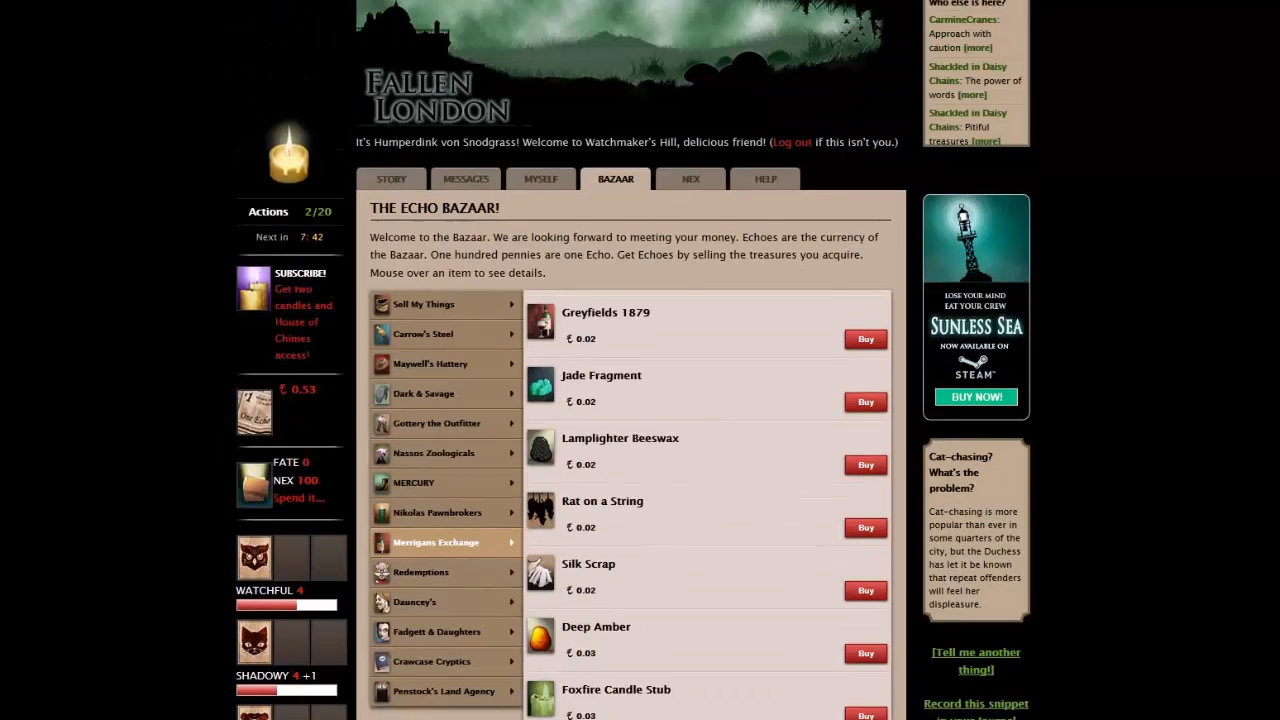 FALLEN
LONDON
It's Humperdink von Snodgrass! Welcome to Watchmaker's Hill, delicious friend! (Log out if this isn't you.)
Actions 2/20
Next in 7: 42
SUBSCRIBE!
Get two
candles and
House of
Chimes
access!
#1
One Echo
£ 0.53
FATE 0
NEX 100
Spend it...
WATCHFUL 4
SHADOWY 4 +1
STORY
MESSAGES
MYSELF
BAZAAR
NEX
HELP
THE ECHO BAZAAR!
Welcome to the Bazaar. We are looking forward to meeting your money. Echoes are the currency of
the Bazaar. One hundred pennies are one Echo. Get Echoes by selling the treasures you acquire.
Mouse over an item to see details.
Sell My Things
Carrow's Steel
Maywell's Hattery
Dark & Savage
Gottery the Outfitter
Nassos Zoologicals
MERCURY
Nikolas Pawnbrokers
Merrigans Exchange
Redemptions
Dauncey's
Fadgett & Daughters
Crawcase Cryptics
Penstock's Land Agency
Greyfields 1879
0.02
Buy
Jade Fragment
0.02
Buy
Lamplighter Beeswax
0.02
Buy
Rat on a String
0.02
Buy
Silk Scrap
0.02
Buy
Deep Amber
0.03
Buy
Foxfire Candle Stub
0.03
Buy
Who else is here?
CarmineCranes:
Approach with
caution [more]
Shackled in Daisy
Chains: The power of
words [more]
Shackled in Daisy
Chains: Pitiful
treasures [more]
LOSE YOUR MIND
EAT YOUR CREW
SUNLESS SEA
NOW AVAILABLE ON
STEAM™
BUY NOW!
Cat-chasing?
What's the
problem?
Cat-chasing is more
popular than ever in
some quarters of the
city, but the Duchess
has let it be known
that repeat offenders
will feel her
displeasure.
[Tell me another
thing!]
Record this snippet